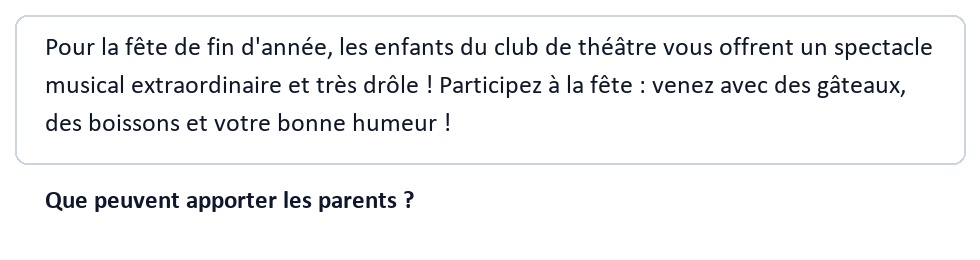 Pour la fête de fin d'année, les enfants du club de théâtre vous offrent un spectacle
musical extraordinaire et très drôle ! Participez à la fête : venez avec des gâteaux,
des boissons et votre bonne humeur !
Que peuvent apporter les parents ?